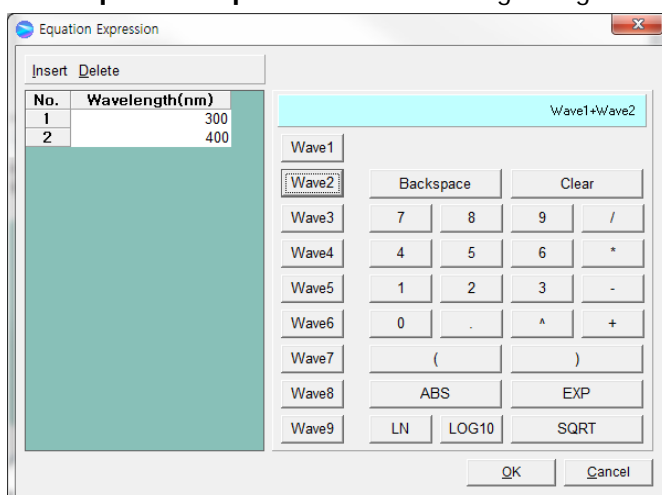 Equation Expression
Insert Delete
No. Wavelength(nm)
1 300
2 400
Wave1+Wave2
Wave1
Wave2 Backspace Clear
Wave3 7 8 9 /
Wave4 4 5 6 *
Wave5 1 2 3 -
Wave6 0 . ^ +
Wave7 ( )
Wave8 ABS EXP
Wave9 LN LOG10 SQRT
OK Cancel